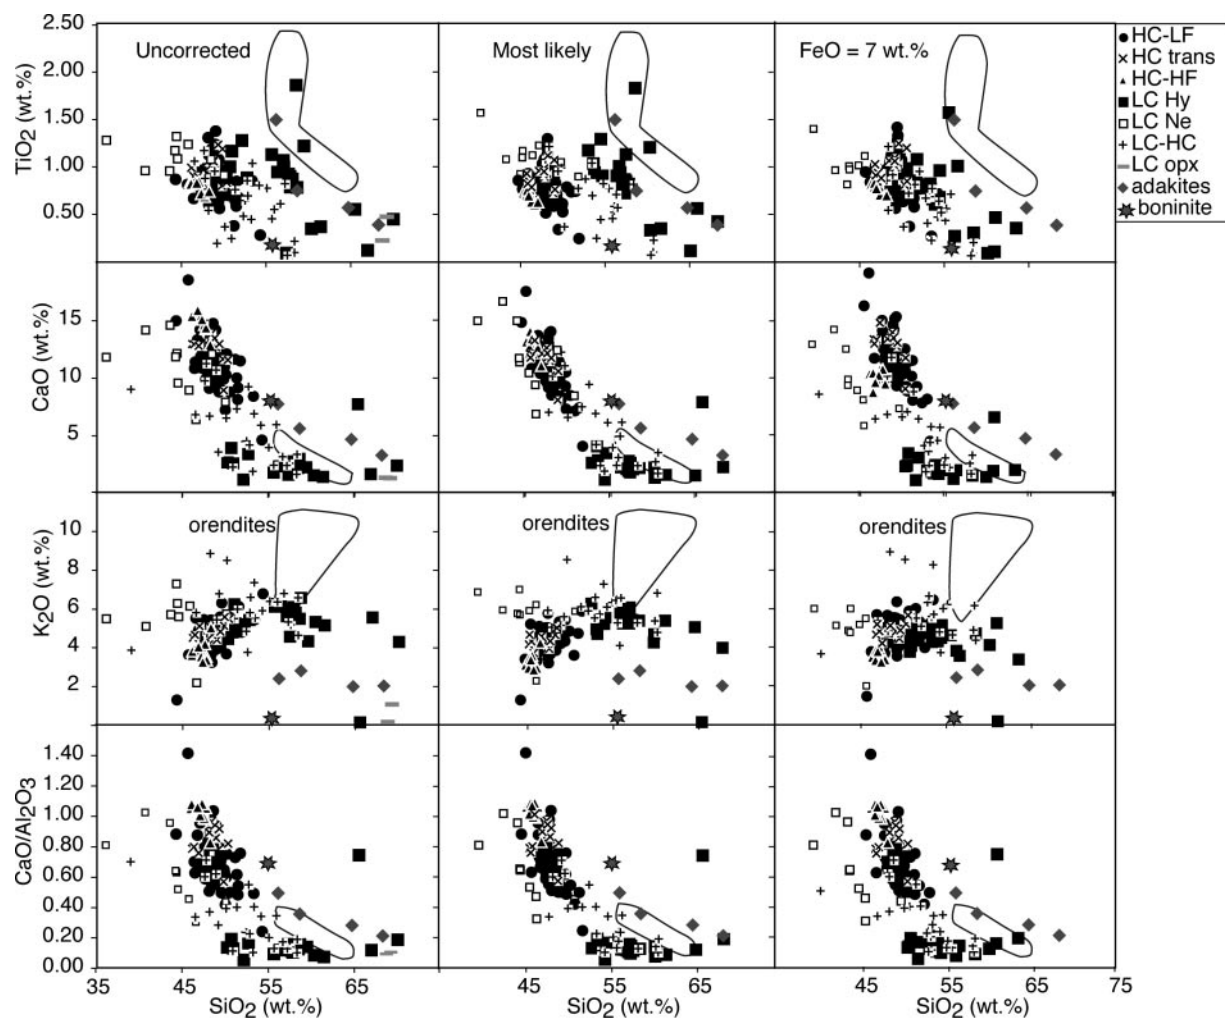 Uncorrected
Most likely
FeO = 7 wt.%
HC-LF
HC trans
HC-HF
LC Hy
LC Ne
LC-HC
LC opx
adakites
boninite
TiO2 (wt.%)
2.50
2.00
1.50
1.00
0.50
CaO (wt.%)
15
10
5
K2O (wt.%)
10
8
6
4
2
orendites
orendites
orendites
CaO/Al2O3
1.40
1.20
1.00
0.80
0.60
0.40
0.20
0.00
35
45
55
65
45
55
65
45
55
65
75
SiO2 (wt.%)
SiO2 (wt.%)
SiO2 (wt.%)